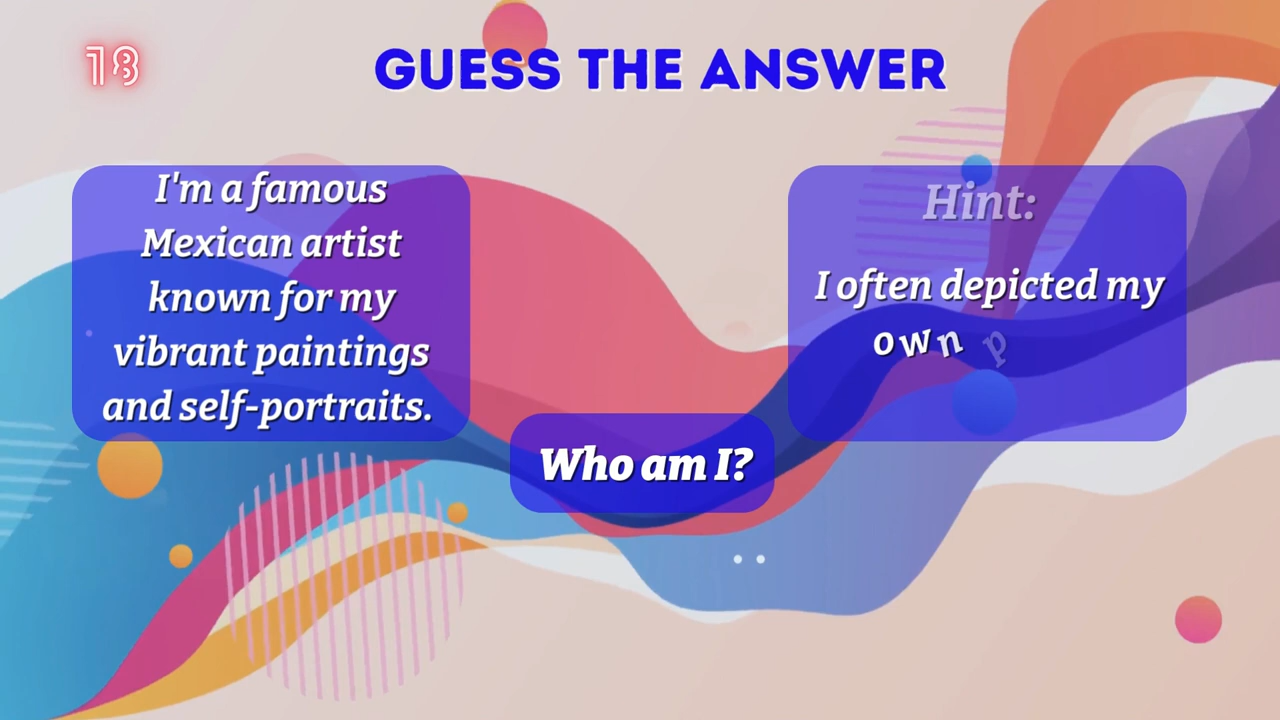 18
GUESS THE ANSWER
I'm a famous
Mexican artist
known for my
vibrant paintings
and self-portraits.
Hint:
I often depicted my
own p
Who am I?